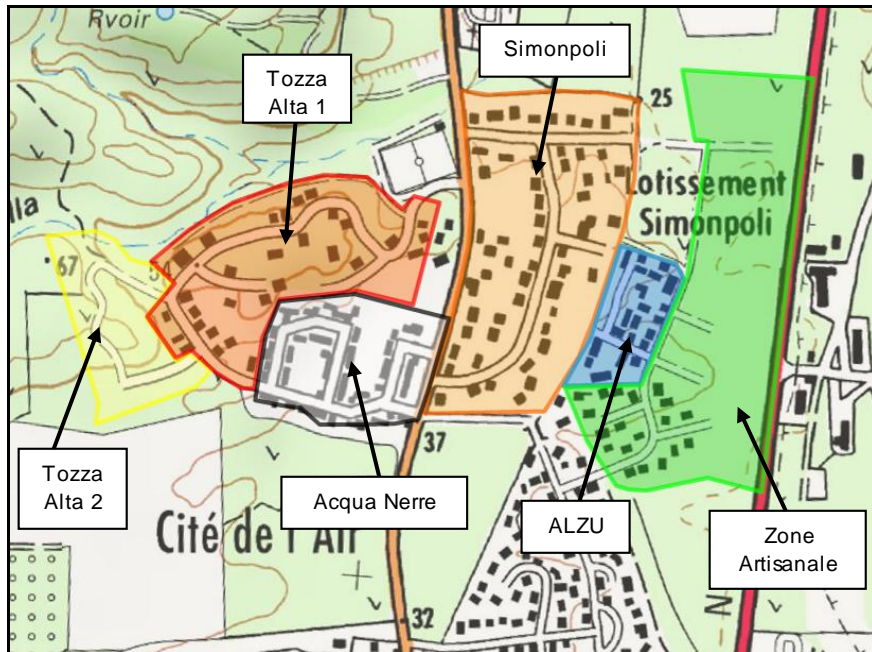 Rvoir
Simonpoli
Tozza
Alta 1
25
Lotissement
Simonpoli
lla
67
37
Tozza
Alta 2
Acqua Nerre
ALZU
Zone
Artisanale
Cité de l'Air
32
N